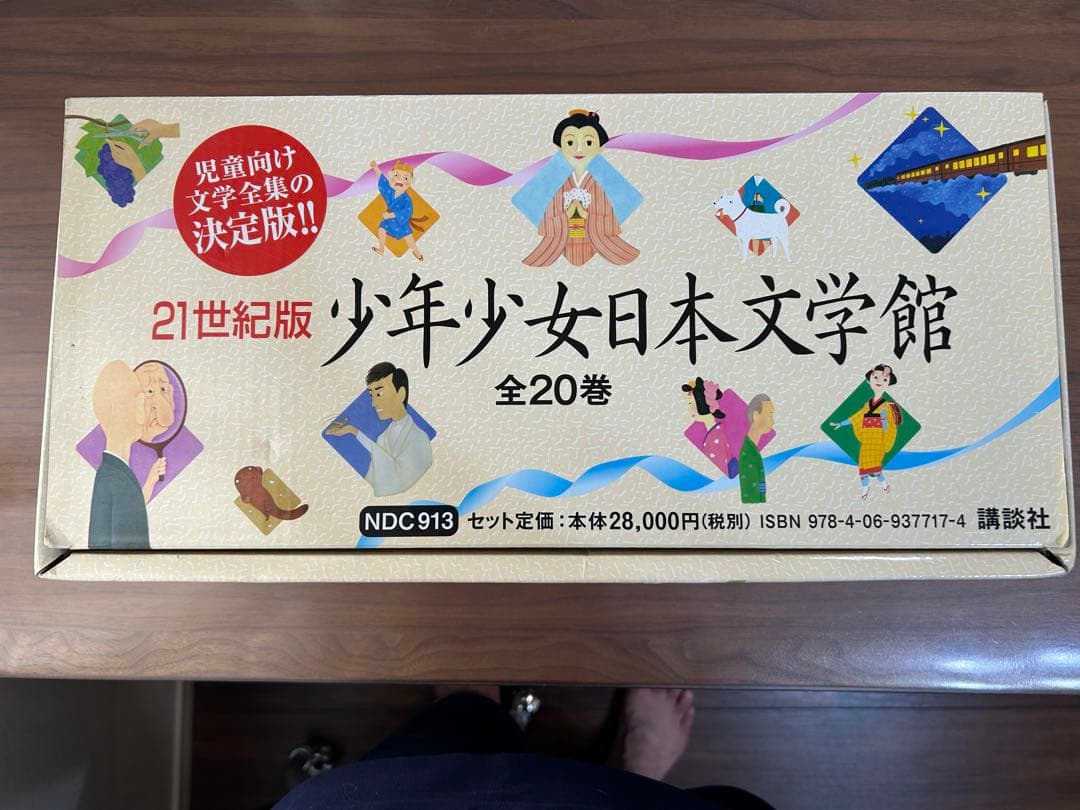 児童向け
文学全集の
決定版!!
21世紀版 少年少女日本文学館
全20巻
NDC913 セット定価:本体28,000円(税別) ISBN 978-4-06-937717-4 講談社